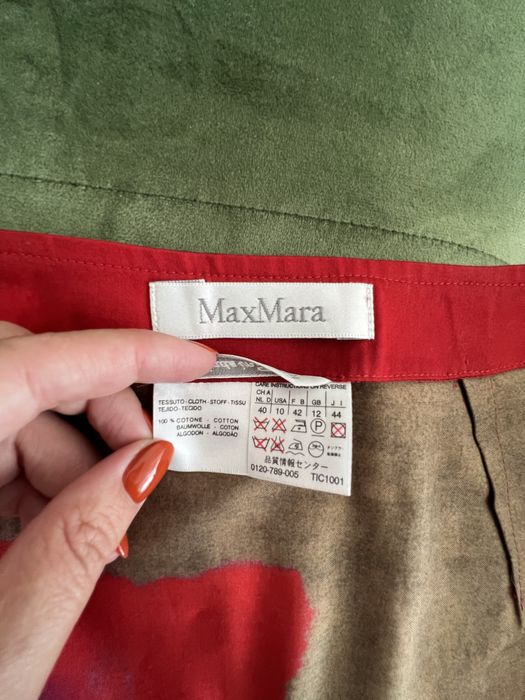 MaxMara
CARE INSTRUCTIONS ON REVERSE
TESSUTO-CLOTH-STOFF-TISSU
TEJIDO-TECIDO
100 % COTONE - COTTON
BAUMWOLLE - COTON
ALGODON - ALGODÃO
CH A
NL D USA F B GB J I
40 10 42 12 44
P
品質情報センター
0120-789-005 TIC1001